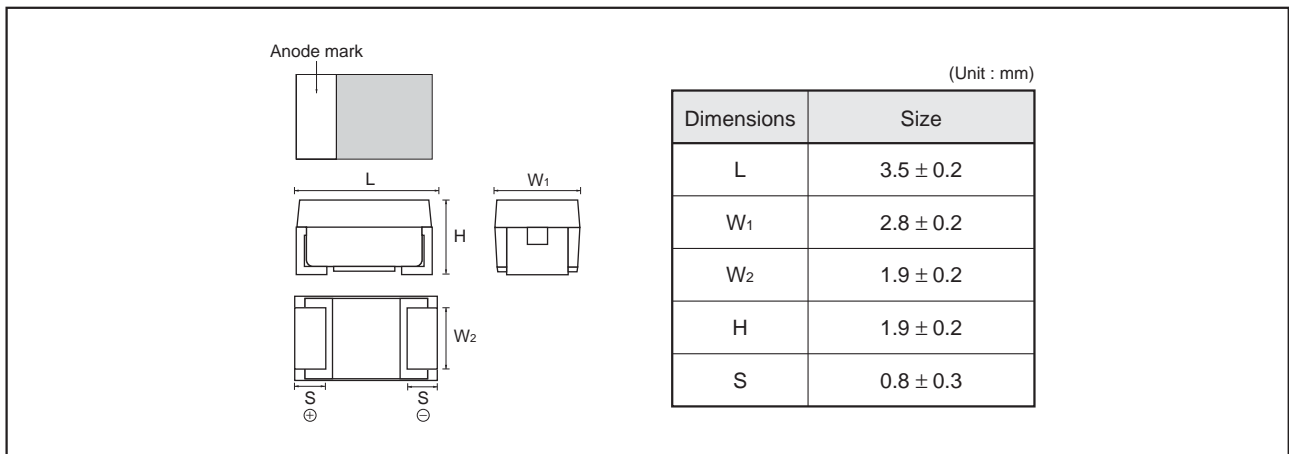 Anode mark
L
W1
H
W2
S
S
⊕
⊖
(Unit : mm)
Dimensions Size
L 3.5 ± 0.2
W1 2.8 ± 0.2
W2 1.9 ± 0.2
H 1.9 ± 0.2
S 0.8 ± 0.3